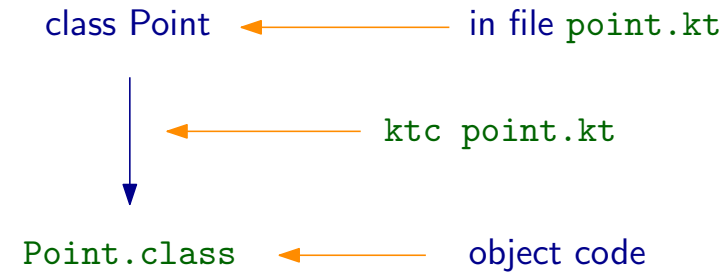 class Point in file point.kt
ktc point.kt
Point.class object code